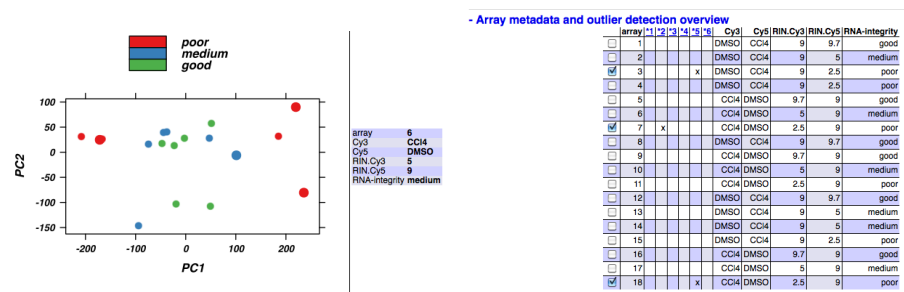 poor
medium
good
100
50
0
-50
-100
-150
PC2
-200 -100 0 100 200
PC1
array 6
Cy3 CCl4
Cy5 DMSO
RIN.Cy3 5
RIN.Cy5 9
RNA-integrity medium
- Array metadata and outlier detection overview
array *1 *2 *3 *4 *5 *6 Cy3 Cy5 RIN.Cy3 RIN.Cy5 RNA-integrity
1 DMSO CCl4 9 9.7 good
2 DMSO CCl4 9 5 medium
3 x DMSO CCl4 9 2.5 poor
4 DMSO CCl4 9 2.5 poor
5 CCl4 DMSO 9.7 9 good
6 CCl4 DMSO 5 9 medium
7 x CCl4 DMSO 2.5 9 poor
8 DMSO CCl4 9 9.7 good
9 CCl4 DMSO 9.7 9 good
10 CCl4 DMSO 5 9 medium
11 CCl4 DMSO 2.5 9 poor
12 DMSO CCl4 9 9.7 good
13 DMSO CCl4 9 5 medium
14 DMSO CCl4 9 5 medium
15 DMSO CCl4 9 2.5 poor
16 CCl4 DMSO 9.7 9 good
17 CCl4 DMSO 5 9 medium
18 x CCl4 DMSO 2.5 9 poor